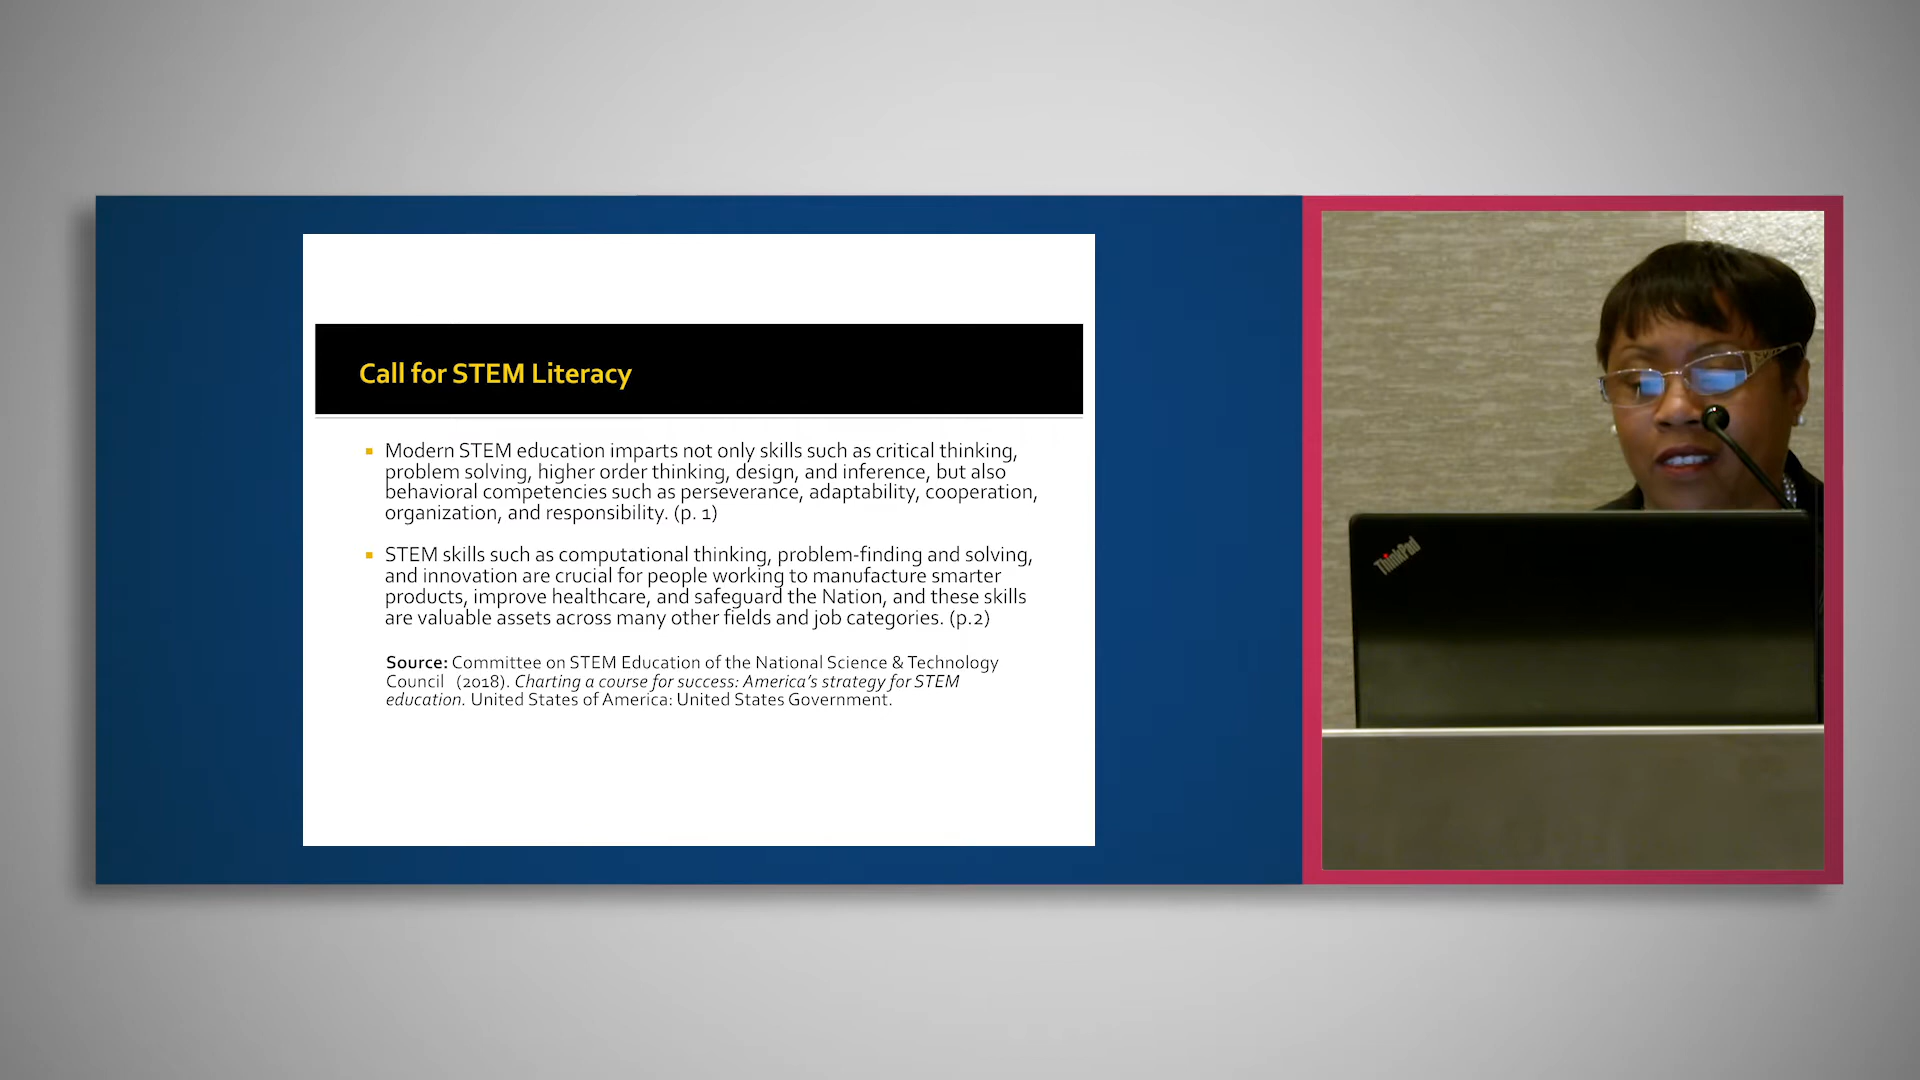 Call for STEM Literacy
Modern STEM education imparts not only skills such as critical thinking,
problem solving, higher order thinking, design, and inference, but also
behavioral competencies such as perseverance, adaptability, cooperation,
organization, and responsibility. (p. 1)
STEM skills such as computational thinking, problem-finding and solving,
and innovation are crucial for people working to manufacture smarter
products, improve healthcare, and safeguard the Nation, and these skills
are valuable assets across many other fields and job categories. (p.2)
Source: Committee on STEM Education of the National Science & Technology
Council (2018). Charting a course for success: America's strategy for STEM
education. United States of America: United States Government.
ThinkPad